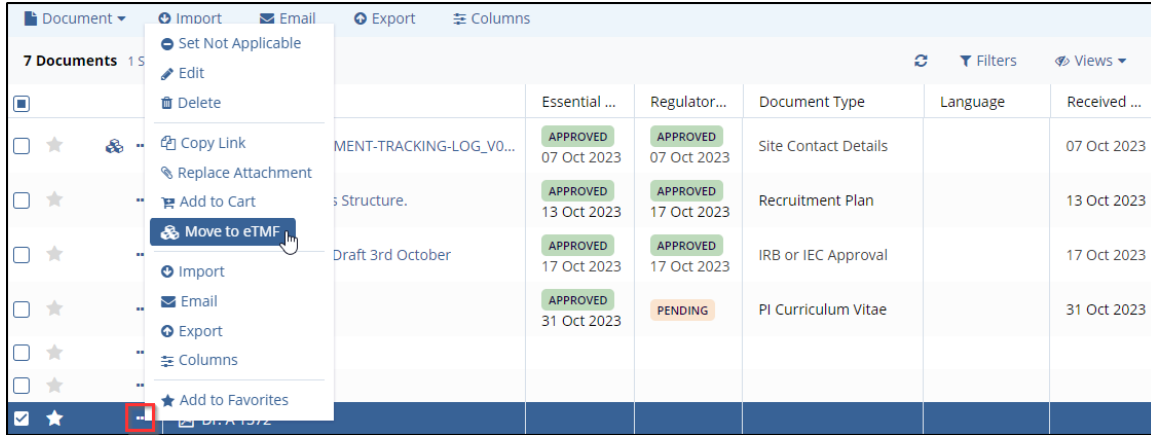 Document Import Email Export Columns
7 Documents 1 S
Filters Views
Set Not Applicable
Edit
Delete
Copy Link
Replace Attachment
Add to Cart
Move to eTMF
Import
Email
Export
Columns
Add to Favorites
Essential ... Regulator... Document Type Language Received ...
MENT-TRACKING-LOG_V0... APPROVED APPROVED Site Contact Details 07 Oct 2023
07 Oct 2023 07 Oct 2023
s Structure. APPROVED APPROVED Recruitment Plan 13 Oct 2023
13 Oct 2023 17 Oct 2023
Draft 3rd October APPROVED APPROVED IRB or IEC Approval 17 Oct 2023
17 Oct 2023 17 Oct 2023
APPROVED PENDING PI Curriculum Vitae 31 Oct 2023
31 Oct 2023
Dr. A 1572